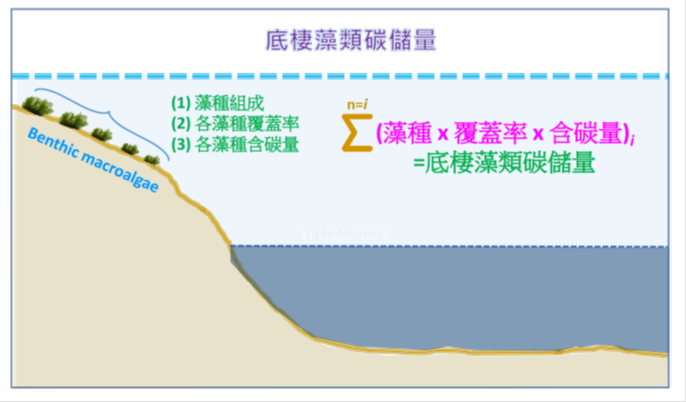 底棲藻類碳儲量
(1) 藻種組成
(2) 各藻種覆蓋率
(3) 各藻種含碳量
n=i
∑(藻種 x 覆蓋率 x 含碳量)i
=底棲藻類碳儲量
Benthic macroalgae